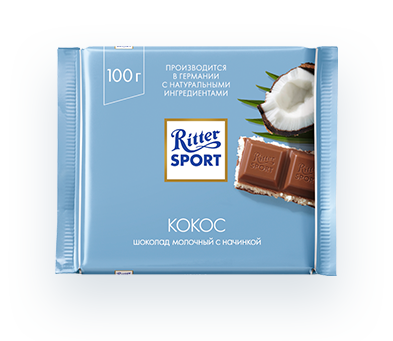 100 г
ПРОИЗВОДИТСЯ
В ГЕРМАНИИ
С НАТУРАЛЬНЫМИ
ИНГРЕДИЕНТАМИ
Ritter
SPORT
КОКОС
ШОКОЛАД МОЛОЧНЫЙ С НАЧИНКОЙ